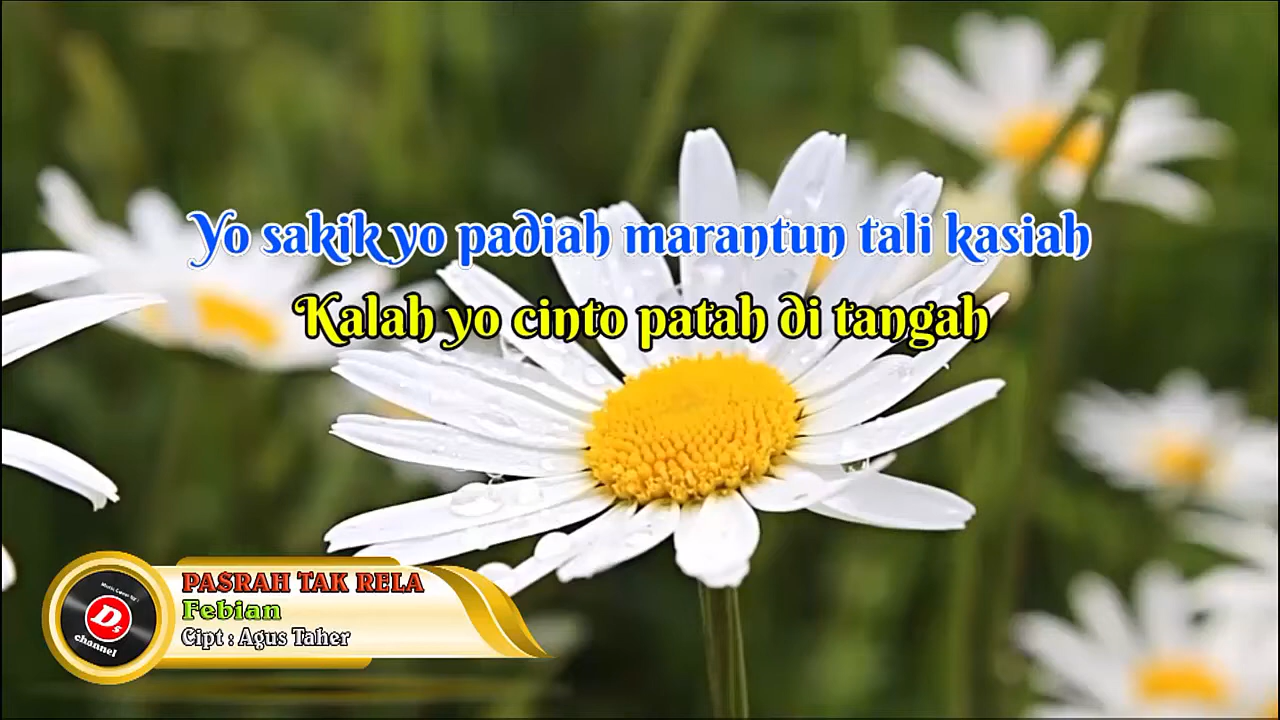 Yo sakik yo padiah marantun tali kasiah
Kalah yo cinto patah di tangah
PASRAH TAK RELA
Febian
Cipt : Agus Taher
Ds
channel